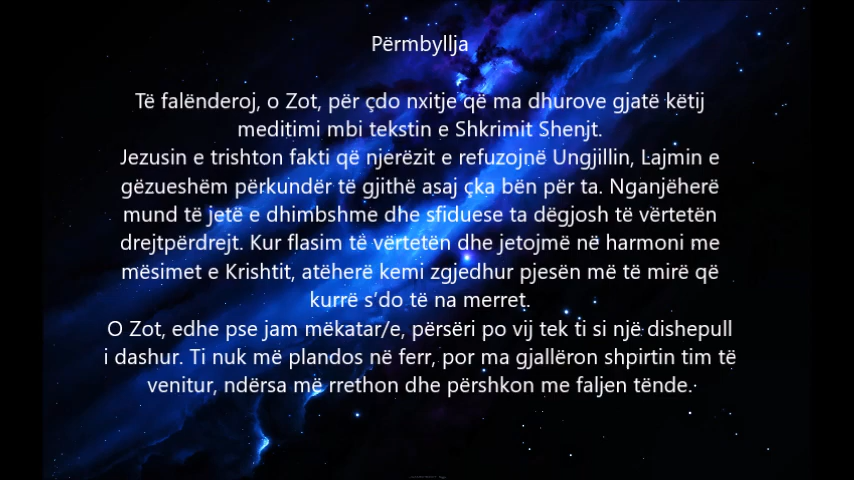 Përmbyllja
Të falënderoj, o Zot, për çdo nxitje që ma dhurove gjatë këtij
meditimi mbi tekstin e Shkrimit Shenjt.
Jezusin e trishton fakti që njerëzit e refuzojnë Ungjillin, Lajmin e
gëzueshëm përkundër të gjithë asaj çka bën për ta. Nganjëherë
mund të jetë e dhimbshme dhe sfiduese ta dëgjosh të vërtetën
drejtpërdrejt. Kur flasim të vërtetën dhe jetojmë në harmoni me
mësimet e Krishtit, atëherë kemi zgjedhur pjesën më të mirë që
kurrë s’do të na merret.
O Zot, edhe pse jam mëkatar/e, përsëri po vij tek ti si një dishepull
i dashur. Ti nuk më plandos në ferr, por ma gjallëron shpirtin tim të
venitur, ndërsa më rrethon dhe përshkon me faljen tënde.